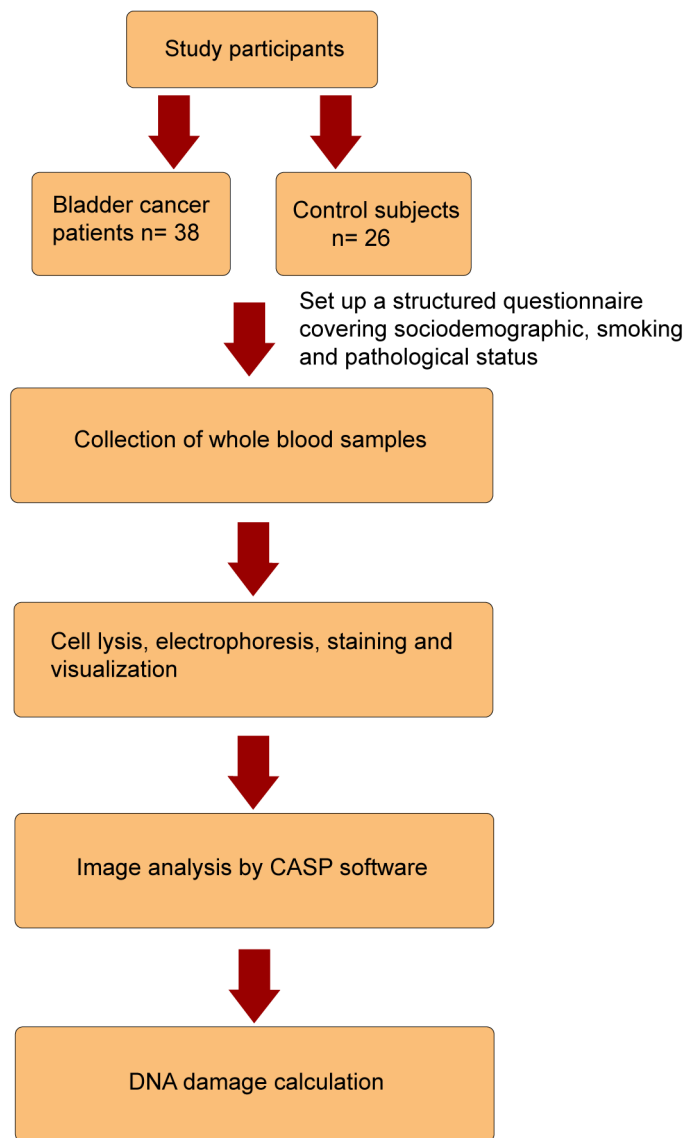 Study participants
Bladder cancer
patients n= 38
Control subjects
n= 26
Set up a structured questionnaire
covering sociodemographic, smoking
and pathological status
Collection of whole blood samples
Cell lysis, electrophoresis, staining and
visualization
Image analysis by CASP software
DNA damage calculation